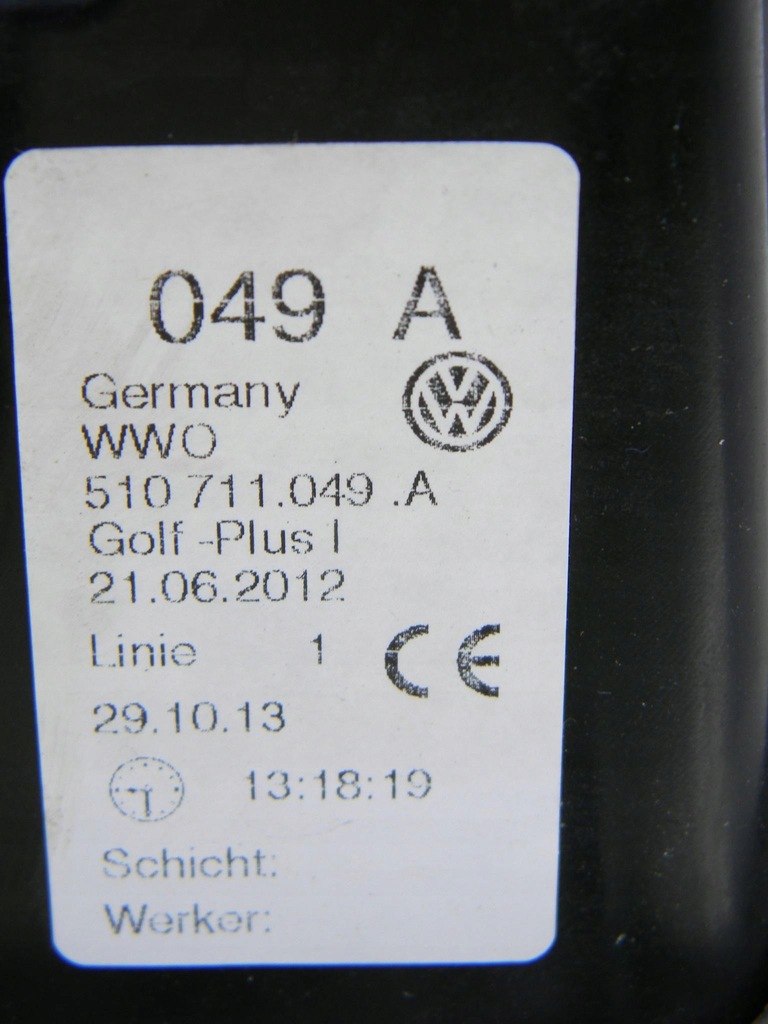 049 A
Germany
WWO
510 711.049 .A
Golf -Plus I
21.06.2012
Linie 1 CE
29.10.13
13:18:19
Schicht:
Werker: